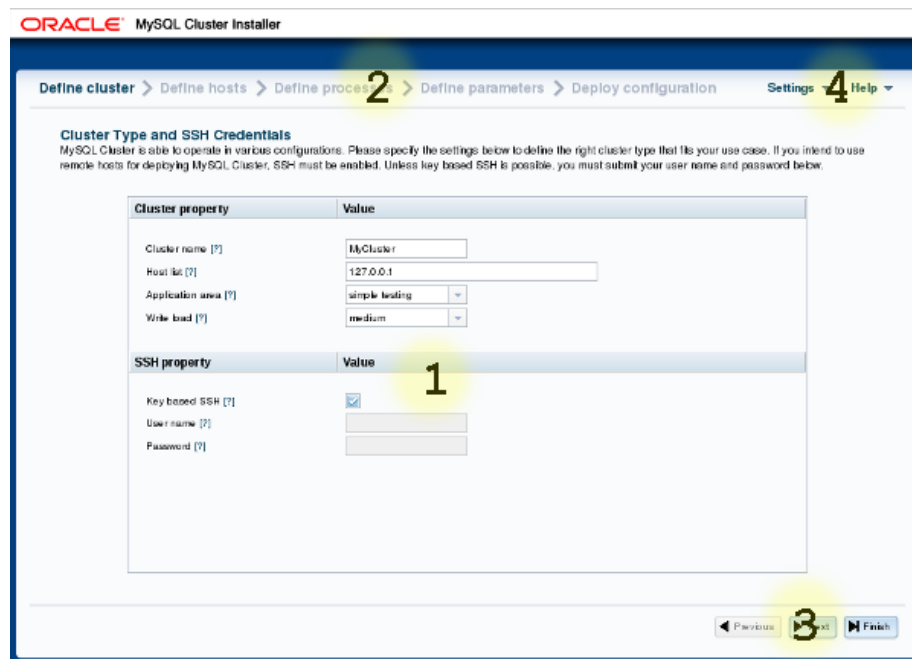 ORACLE MySQL Cluster Installer
Define cluster > Define hosts > Define processes > Define parameters > Deploy configuration Settings Help
2
4
Cluster Type and SSH Credentials
MySQL Cluster is able to operate in various configurations. Please specify the settings below to define the right cluster type that fits your use case. If you intend to use
remote hosts for deploying MySQL Cluster, SSH must be enabled. Unless key based SSH is possible, you must submit your user name and password below.
Cluster property Value
Cluster name [?] MyCluster
Host list [?] 127.0.0.1
Application area [?] simple testing
Write load [?] medium
SSH property Value
1
Key based SSH [?]
User name [?]
Password [?]
Previous Next Finish
3